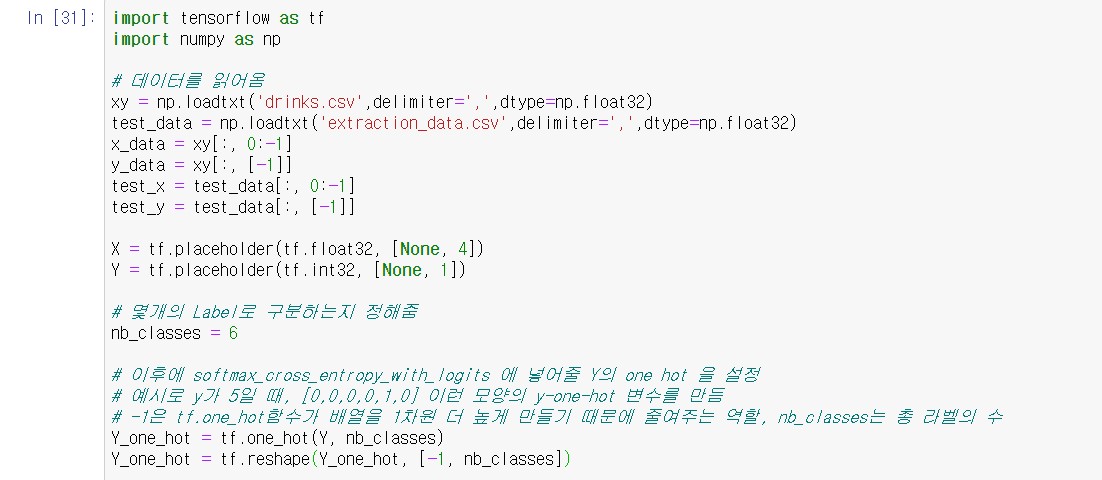 In [31]:
import tensorflow as tf
import numpy as np
# 데이터를 읽어옴
xy = np.loadtxt('drinks.csv',delimiter=',',dtype=np.float32)
test_data = np.loadtxt('extraction_data.csv',delimiter=',',dtype=np.float32)
x_data = xy[:, 0:-1]
y_data = xy[:, [-1]]
test_x = test_data[:, 0:-1]
test_y = test_data[:, [-1]]
X = tf.placeholder(tf.float32, [None, 4])
Y = tf.placeholder(tf.int32, [None, 1])
# 몇개의 Label로 구분하는지 정해줌
nb_classes = 6
# 이후에 softmax_cross_entropy_with_logits 에 넣어줄 Y의 one hot 을 설정
# 예시로 y가 5일 때, [0,0,0,0,1,0] 이런 모양의 y-one-hot 변수를 만듬
# -1은 tf.one_hot함수가 배열을 1차원 더 높게 만들기 때문에 줄여주는 역할, nb_classes는 총 라벨의 수
Y_one_hot = tf.one_hot(Y, nb_classes)
Y_one_hot = tf.reshape(Y_one_hot, [-1, nb_classes])